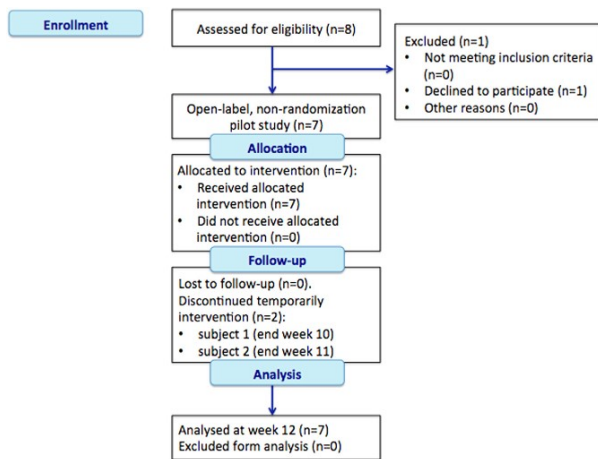 Enrollment
Assessed for eligibility (n=8)
Excluded (n=1)
• Not meeting inclusion criteria
(n=0)
• Declined to participate (n=1)
• Other reasons (n=0)
Open-label, non-randomization
pilot study (n=7)
Allocation
Allocated to intervention (n=7):
• Received allocated
intervention (n=7)
• Did not receive allocated
intervention (n=0)
Follow-up
Lost to follow-up (n=0).
Discontinued temporarily
intervention (n=2):
• subject 1 (end week 10)
• subject 2 (end week 11)
Analysis
Analysed at week 12 (n=7)
Excluded form analysis (n=0)